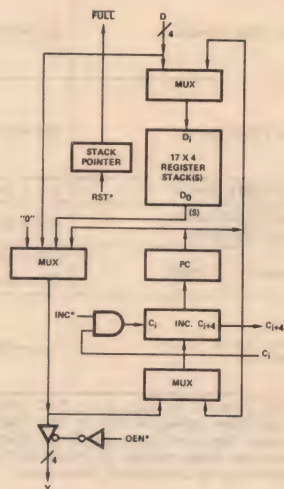 FULL
D
4
MUX
Di
17 X 4
REGISTER
STACK(S)
D0
(S)
STACK
POINTER
RST*
"0"
MUX
PC
INC*
Ci
INC. Ci+4
Ci+4
Ci
MUX
OEN*
4
Y